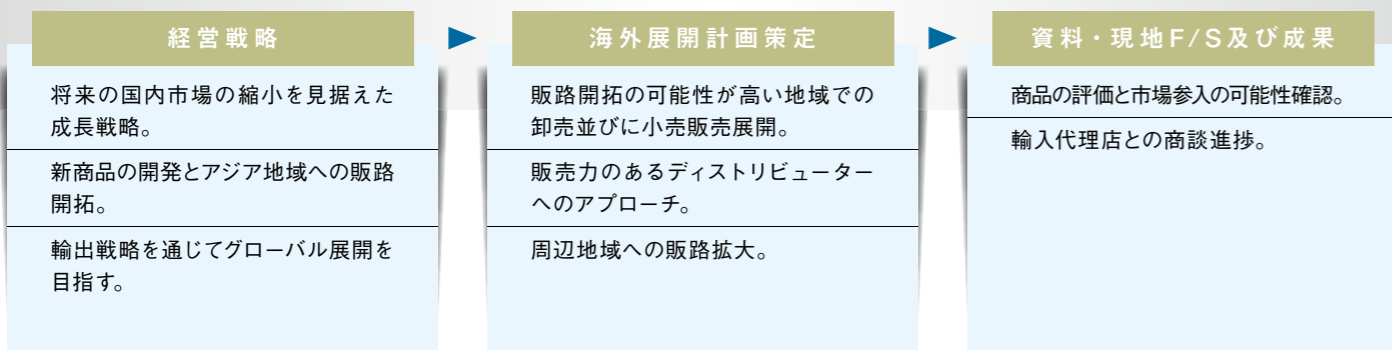 経営戦略
将来の国内市場の縮小を見据えた
成長戦略。
新商品の開発とアジア地域への販路
開拓。
輸出戦略を通じてグローバル展開を
目指す。
海外展開計画策定
販路開拓の可能性が高い地域での
卸売並びに小売販売展開。
販売力のあるディストリビューター
へのアプローチ。
周辺地域への販路拡大。
資料・現地F/S及び成果
商品の評価と市場参入の可能性確認。
輸入代理店との商談進捗。